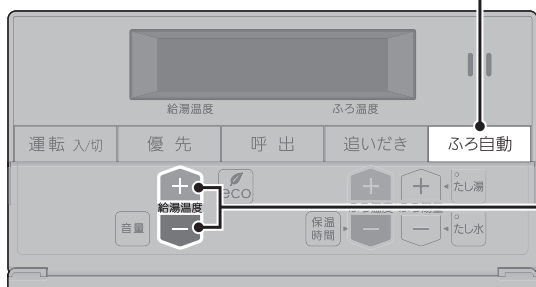 給湯温度 ふろ温度
運転 入/切 優先 呼出 追いだき ふろ自動
eco
給湯温度
たし湯
音量
保温時間
たし水